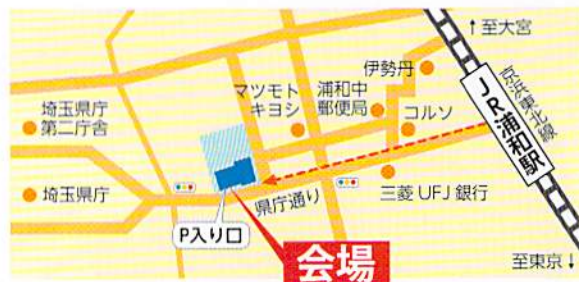 ↑至大宮
京浜東北線
JR浦和駅
伊勢丹
マツモト
キヨシ
浦和中
郵便局
コルソ
埼玉県庁
第二庁舎
埼玉県庁
県庁通り
三菱UFJ銀行
P入り口
会場
至東京↓